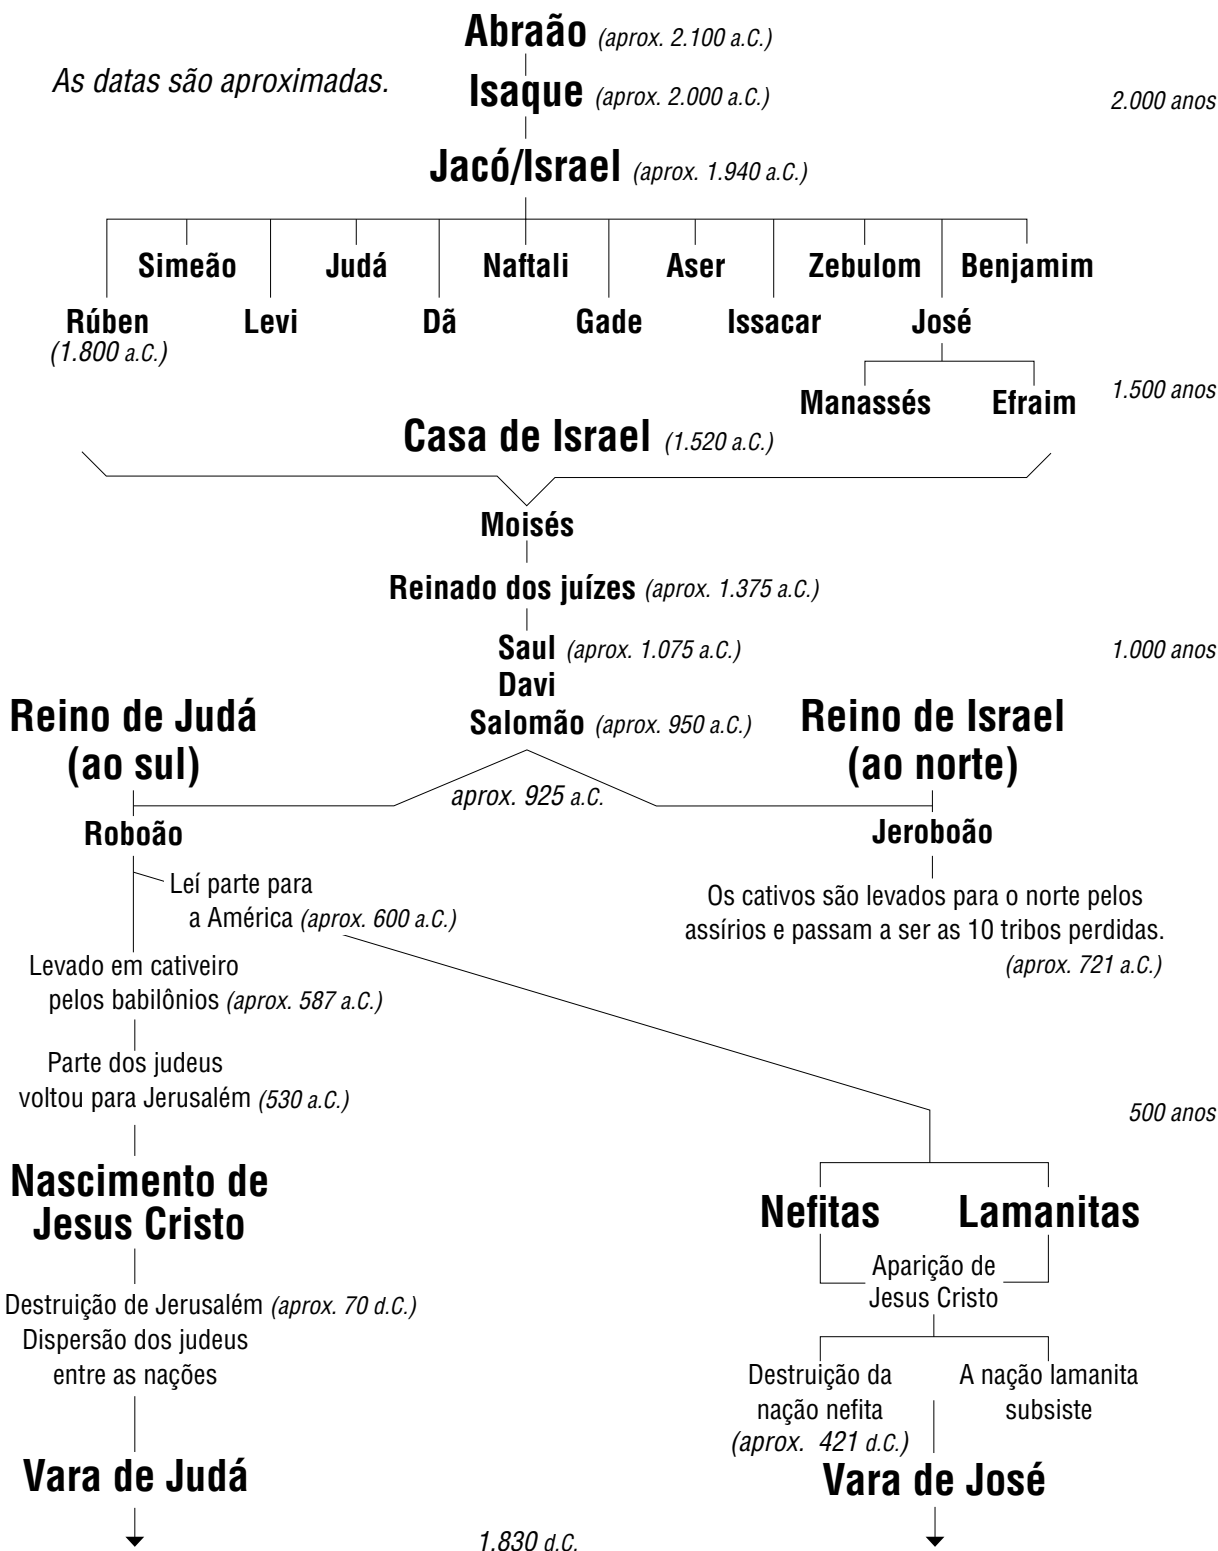 Abraão (aprox. 2.100 a.C.)
As datas são aproximadas.
Isaque (aprox. 2.000 a.C.)
2.000 anos
Jacó/Israel (aprox. 1.940 a.C.)
Simeão Judá Naftali Aser Zebulom Benjamim
Rúben Levi Dã Gade Issacar José
(1.800 a.C.)
Manassés Efraim
1.500 anos
Casa de Israel (1.520 a.C.)
Moisés
Reinado dos juízes (aprox. 1.375 a.C.)
Saul (aprox. 1.075 a.C.)
1.000 anos
Davi
Salomão (aprox. 950 a.C.)
Reino de Judá
(ao sul)
Reino de Israel
(ao norte)
aprox. 925 a.C.
Roboão
Jeroboão
Leí parte para
a América (aprox. 600 a.C.)
Os cativos são levados para o norte pelos
assírios e passam a ser as 10 tribos perdidas.
(aprox. 721 a.C.)
Levado em cativeiro
pelos babilônios (aprox. 587 a.C.)
Parte dos judeus
voltou para Jerusalém (530 a.C.)
500 anos
Nascimento de
Jesus Cristo
Nefitas Lamanitas
Aparição de
Jesus Cristo
Destruição de Jerusalém (aprox. 70 d.C.)
Dispersão dos judeus
entre as nações
Destruição da
nação nefita
(aprox. 421 d.C.)
A nação lamanita
subsiste
Vara de Judá
Vara de José
1.830 d.C.